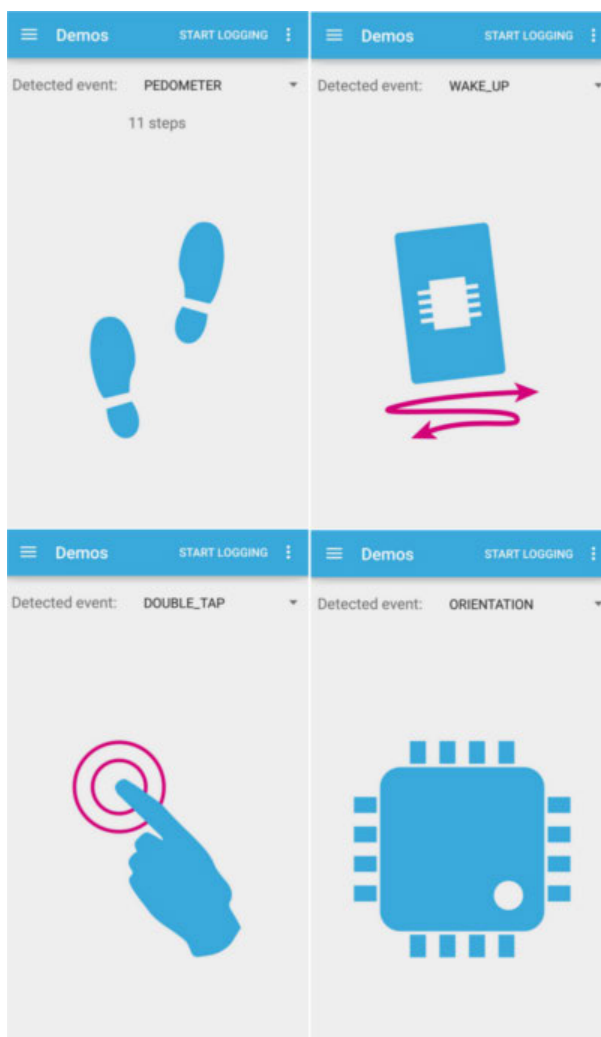 Demos START LOGGING
Detected event: PEDOMETER
11 steps
Demos START LOGGING
Detected event: WAKE_UP
Demos START LOGGING
Detected event: DOUBLE_TAP
Demos START LOGGING
Detected event: ORIENTATION